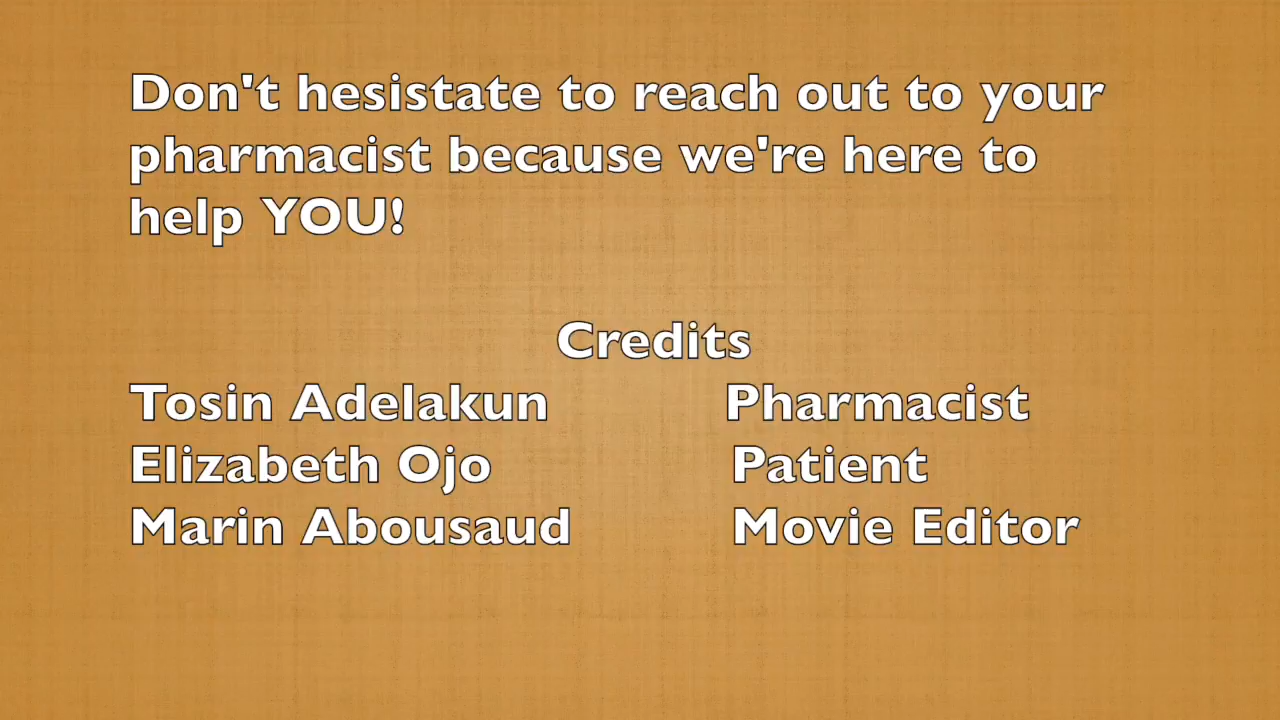 Don't hesistate to reach out to your
pharmacist because we're here to
help YOU!
Credits
Tosin Adelakun Pharmacist
Elizabeth Ojo Patient
Marin Abousaud Movie Editor